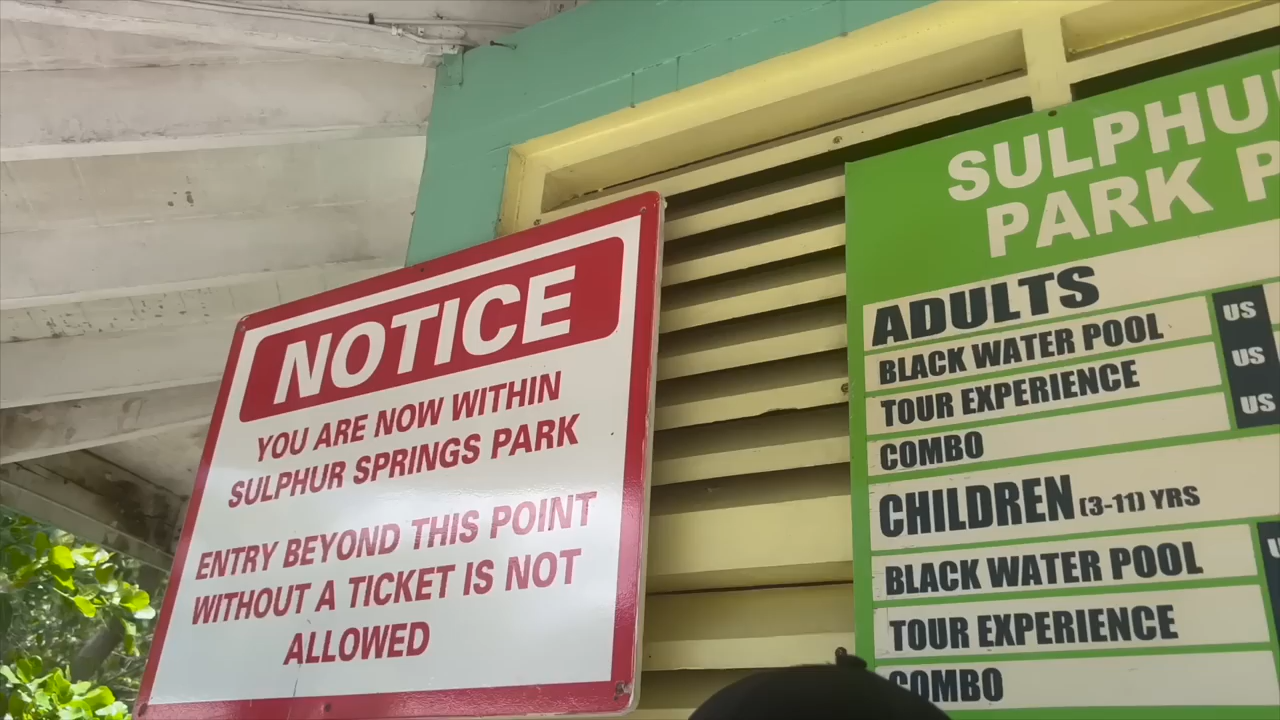 NOTICE
YOU ARE NOW WITHIN
SULPHUR SPRINGS PARK
ENTRY BEYOND THIS POINT
WITHOUT A TICKET IS NOT
ALLOWED
PARK
ADULTS
BLACK WATER POOL US
TOUR EXPERIENCE US
COMBO US
CHILDREN (3-11) YRS
BLACK WATER POOL
TOUR EXPERIENCE
COMBO